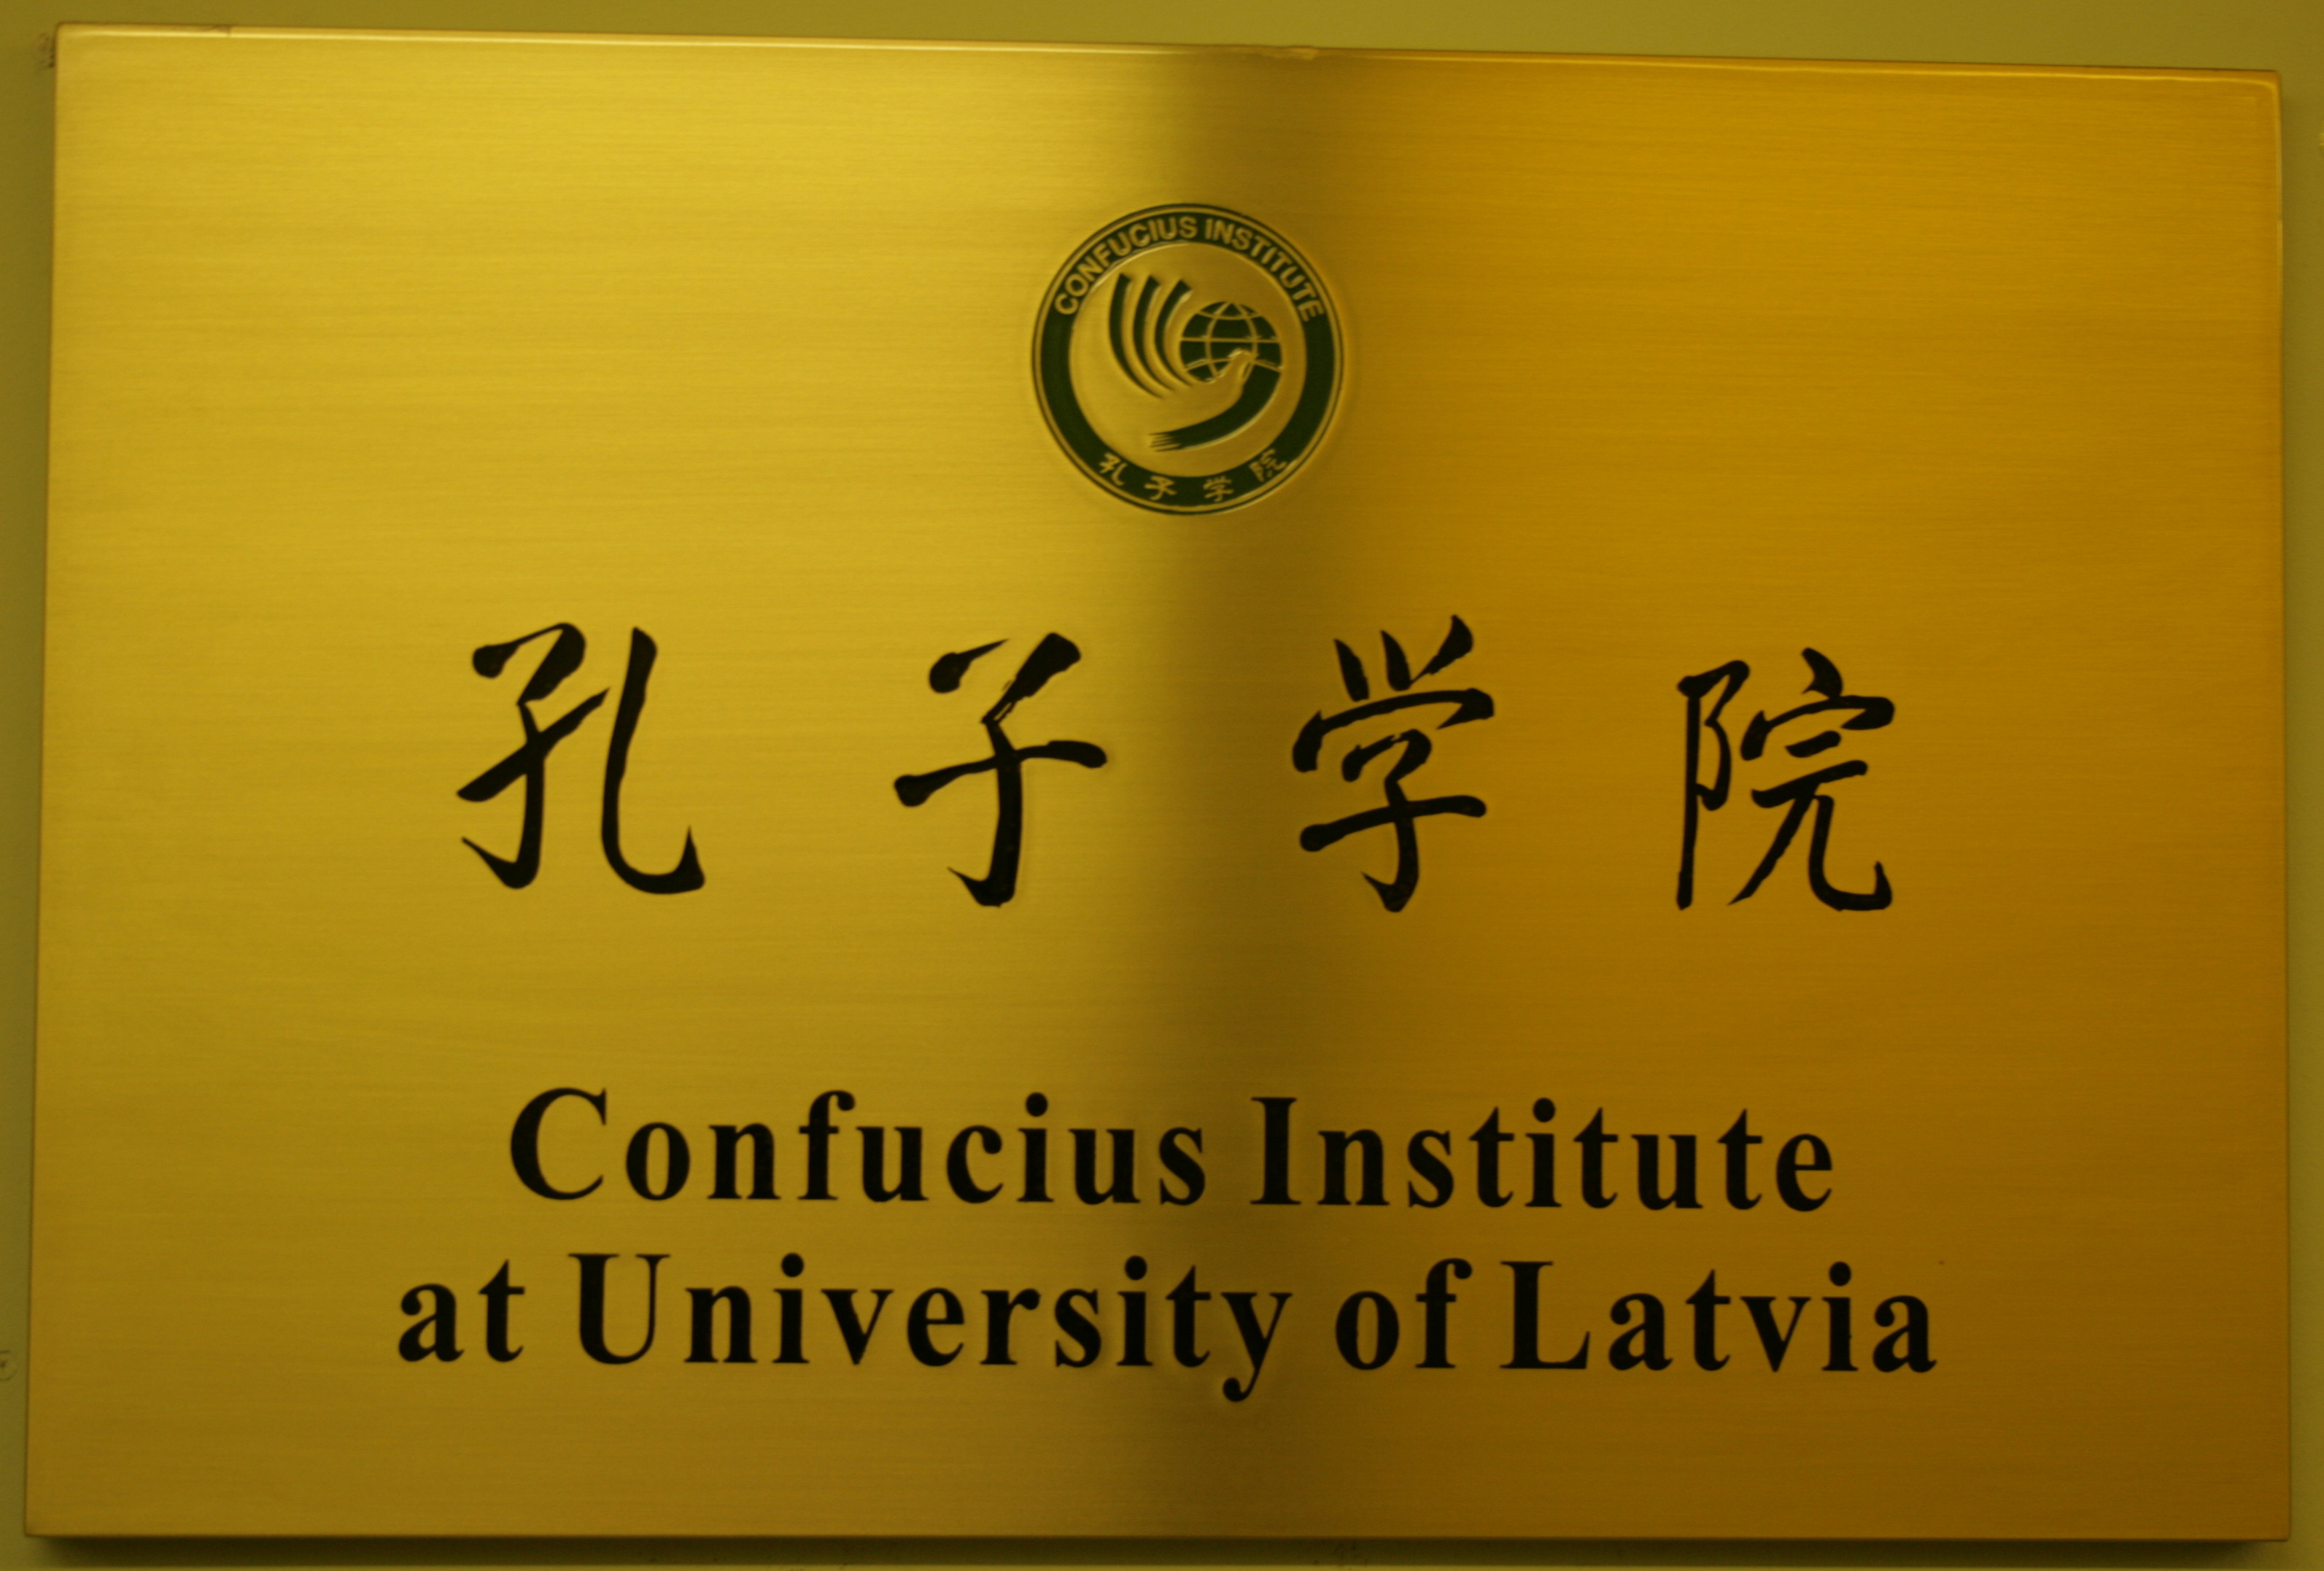 CONFUCIUS INSTITUTE
孔子学院
孔子学院
Confucius Institute
at University of Latvia